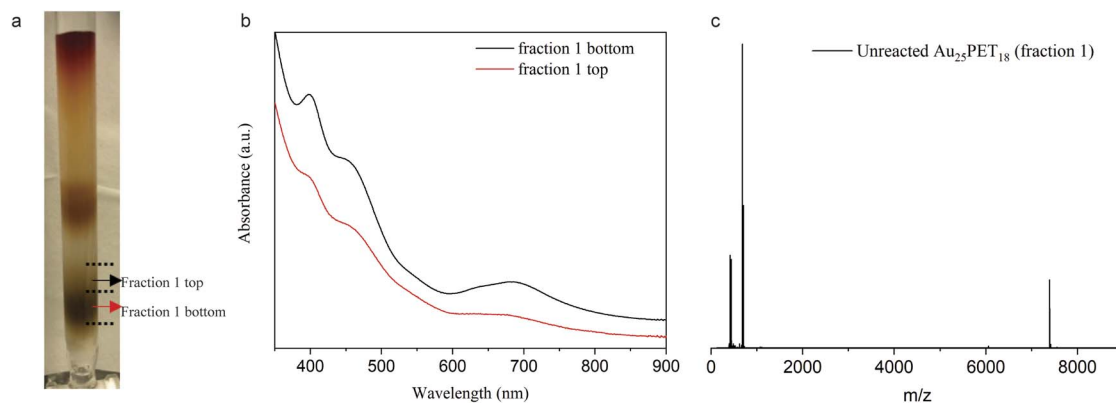 a
Fraction 1 top
Fraction 1 bottom
b
fraction 1 bottom
fraction 1 top
Absorbance (a.u.)
400
500
600
700
800
900
Wavelength (nm)
c
Unreacted Au₂₅PET₁₈ (fraction 1)
0
2000
4000
6000
8000
m/z